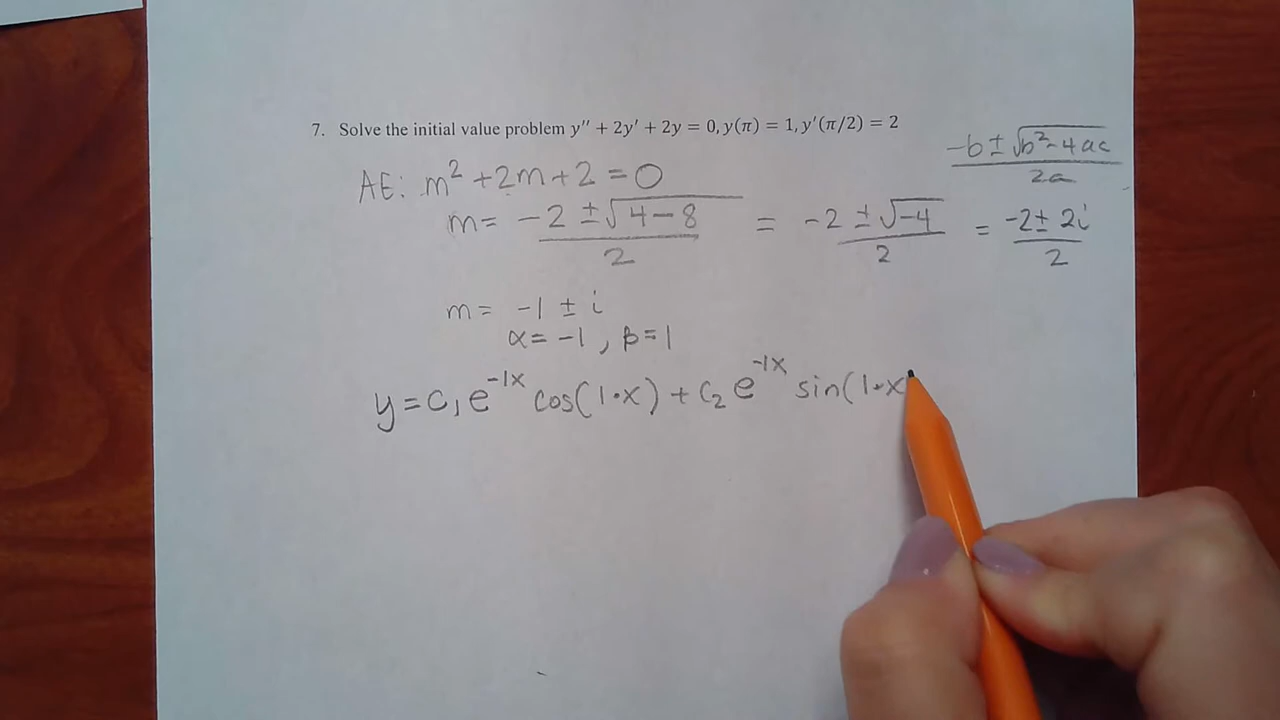 7. Solve the initial value problem y″ + 2y′ + 2y = 0, y(π) = 1, y′(π/2) = 2
(-b ± √(b² - 4ac))/2a
AE: m² + 2m + 2 = 0
m = (-2 ± √(4 - 8))/2 = (-2 ± √-4)/2 = (-2 ± 2i)/2
m = -1 ± i
α = -1, β = 1
y = c₁e^(-1x) cos(1·x) + c₂e^(-1x) sin(1·x